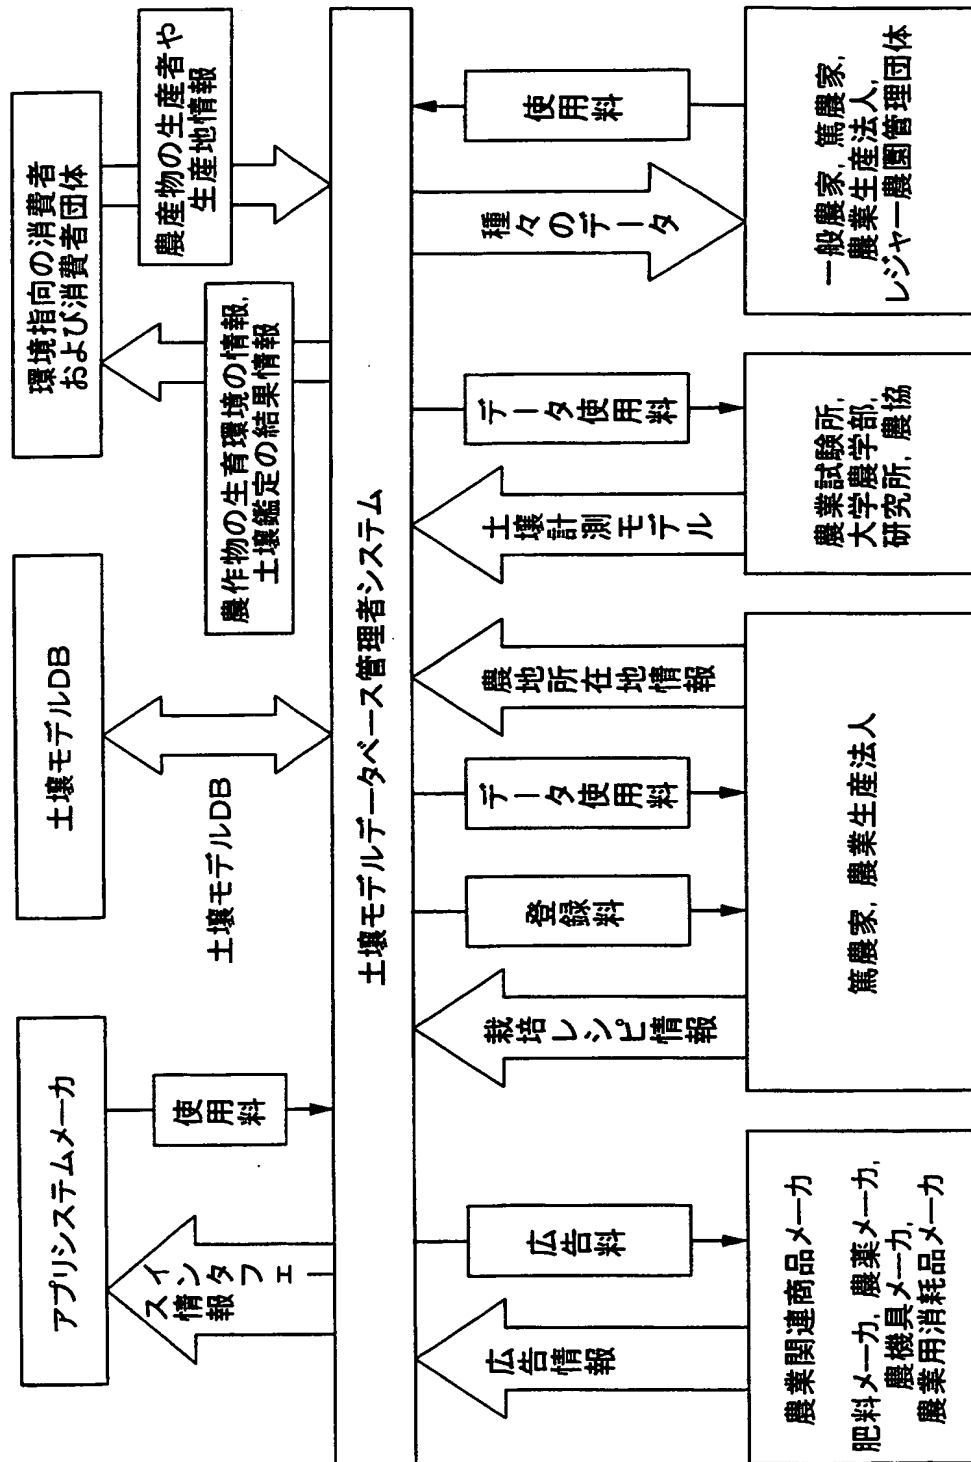 アプリシステムメーカ
土壌モデルDB
環境指向の消費者
および消費者団体
インタフェー
ス情報
使用料
土壌モデルDB
農作物の生育環境の情報,
土壌鑑定の結果情報
農産物の生産者や
生産地情報
土壌モデルデータベース管理者システム
広告情報
広告料
栽培レシピ情報
登録料
データ使用料
農地所在地情報
土壌計測モデル
データ使用料
種々のデータ
使用料
農業関連商品メーカ
肥料メーカ, 農薬メーカ,
農機具メーカ,
農業用消耗品メーカ
篤農家, 農業生産法人
農業試験所,
大学農学部,
研究所, 農協
一般農家, 篤農家,
農業生産法人,
レジャー農園管理団体